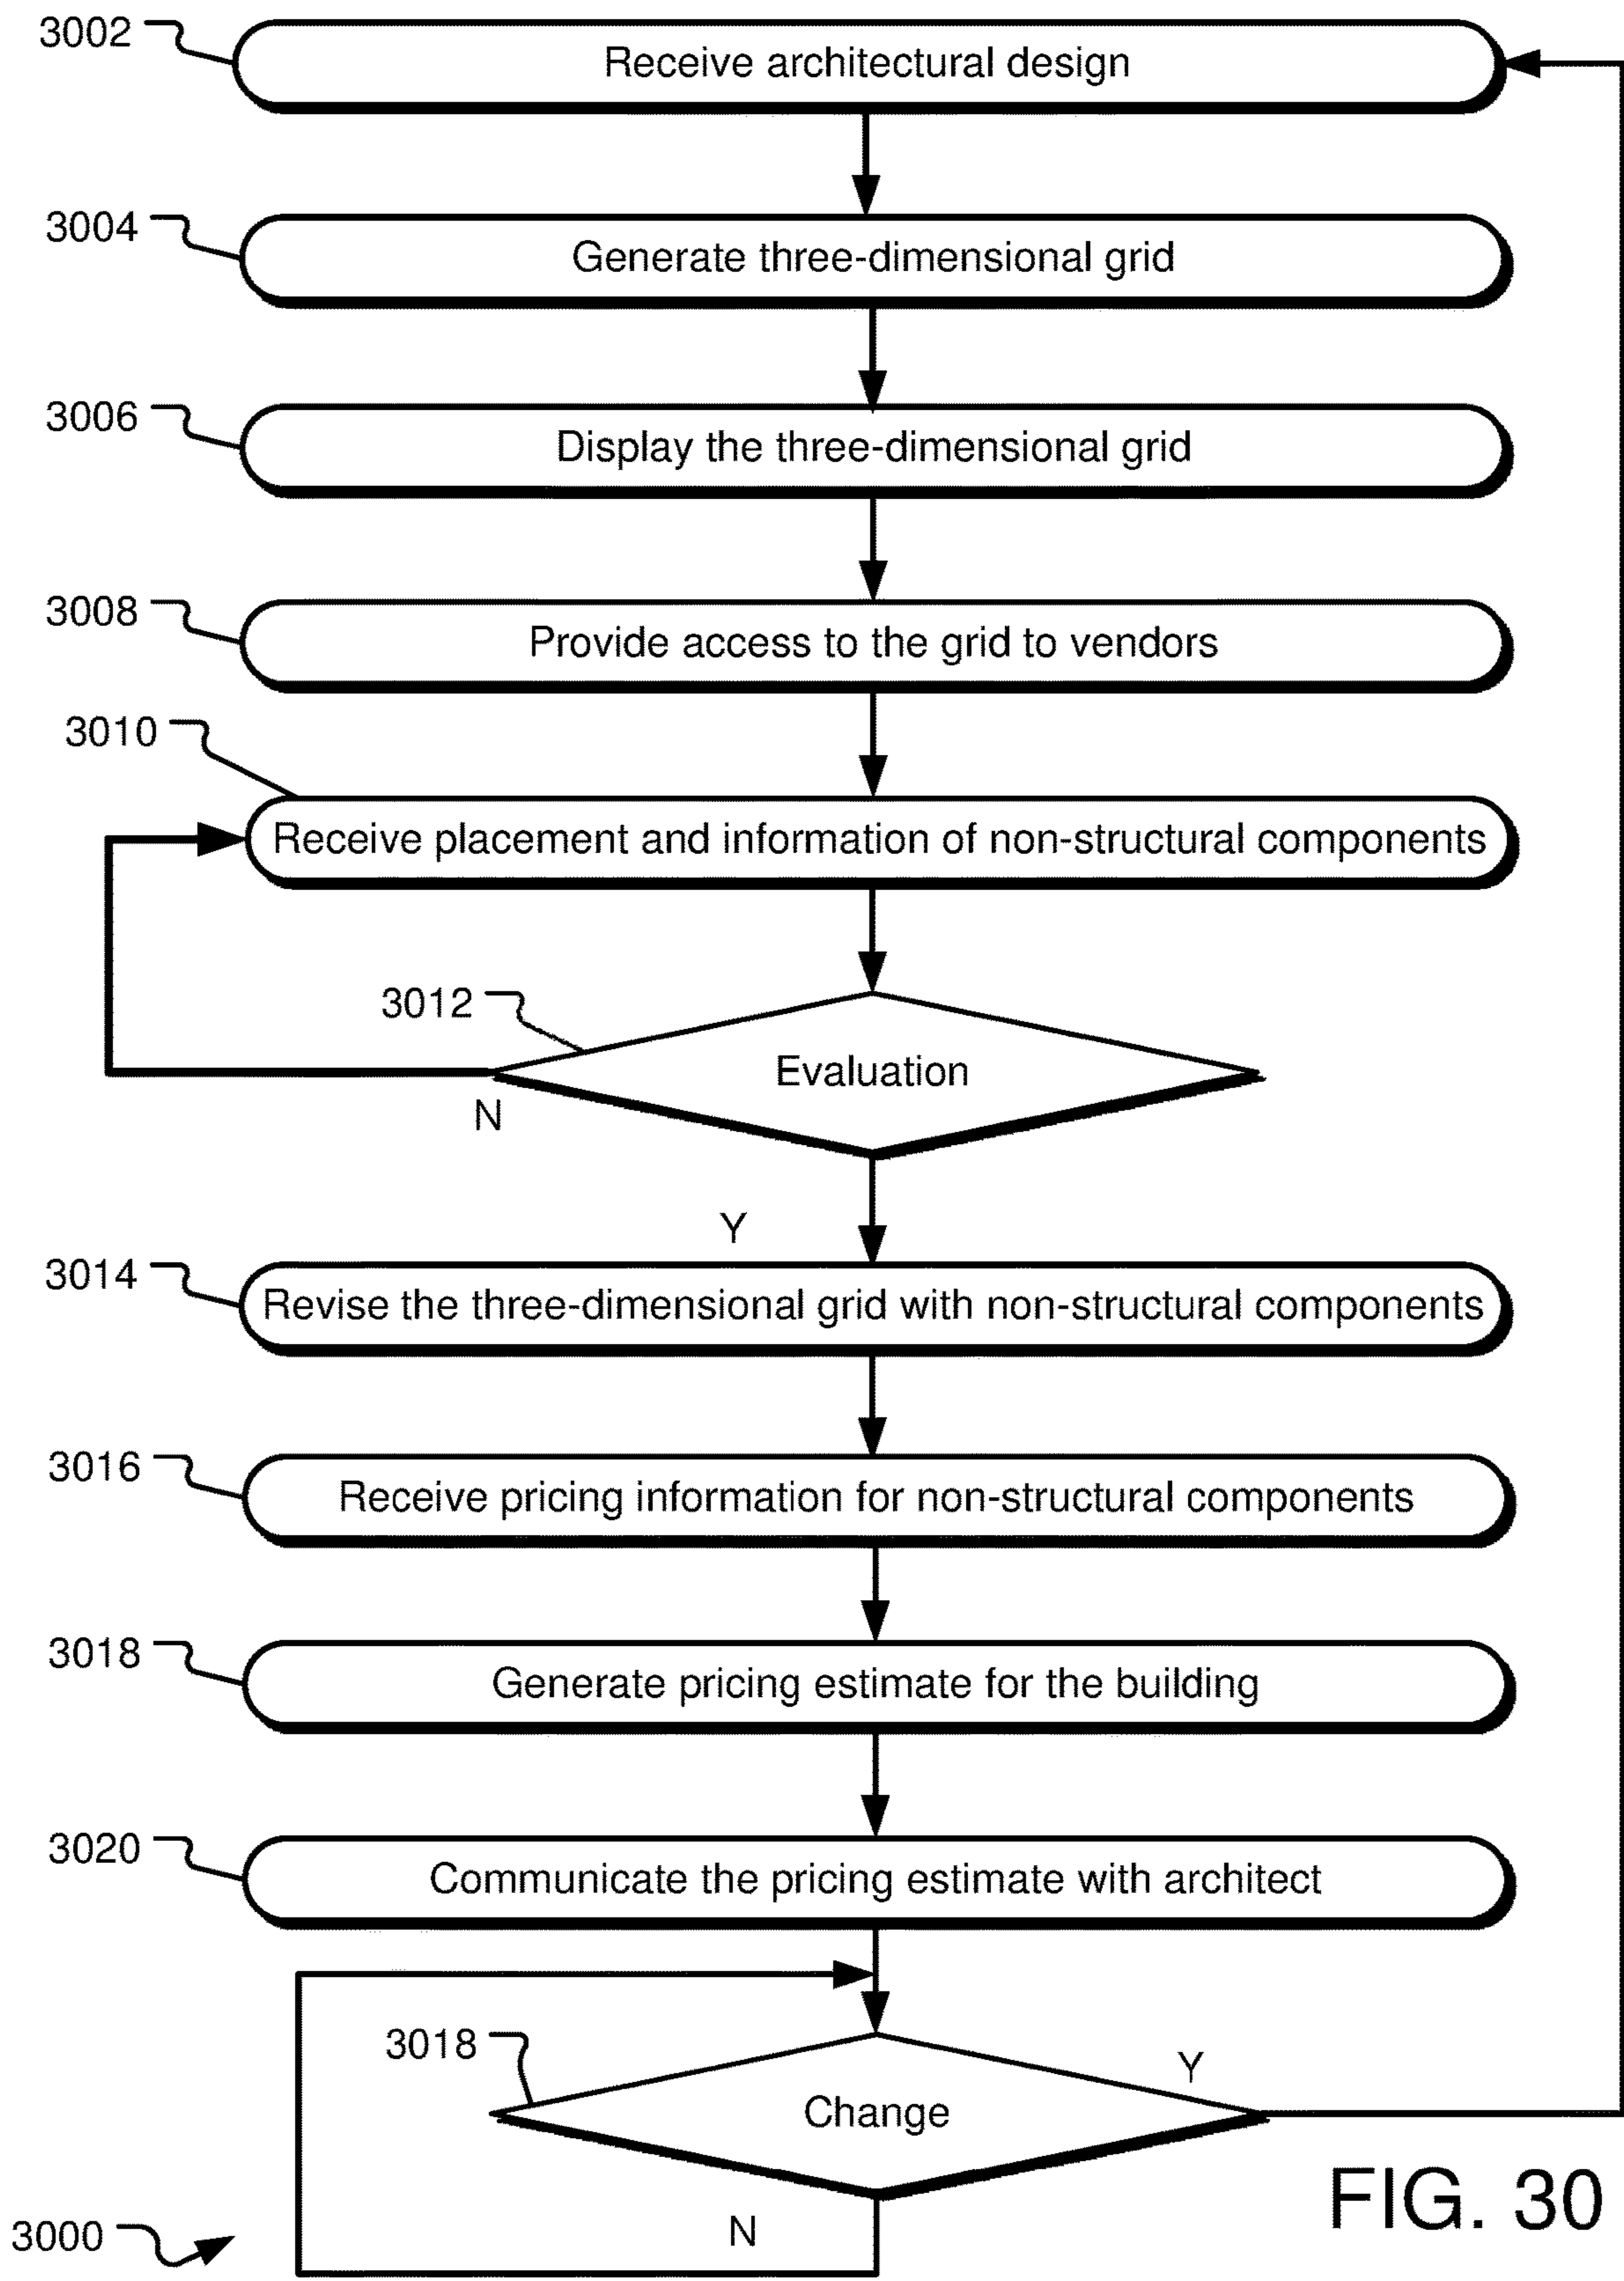 3002
Receive architectural design
3004
Generate three-dimensional grid
3006
Display the three-dimensional grid
3008
Provide access to the grid to vendors
3010
Receive placement and information of non-structural components
3012
Evaluation
N
Y
3014
Revise the three-dimensional grid with non-structural components
3016
Receive pricing information for non-structural components
3018
Generate pricing estimate for the building
3020
Communicate the pricing estimate with architect
3018
Y
Change
N
3000
FIG. 30